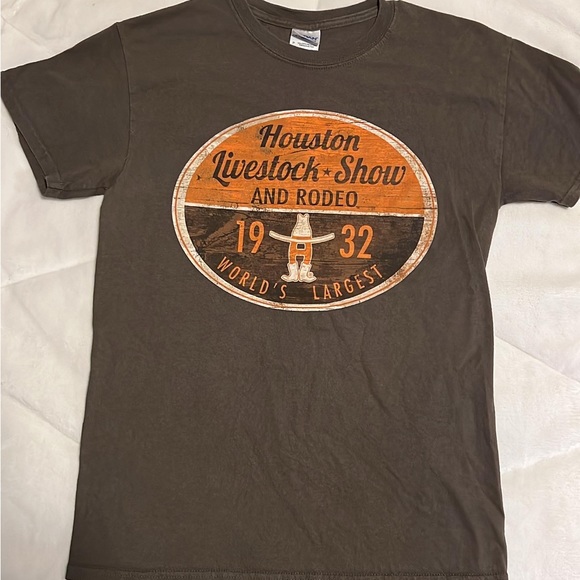 Houston
Livestock ★ Show
AND RODEO
19 32
H
WORLD'S LARGEST